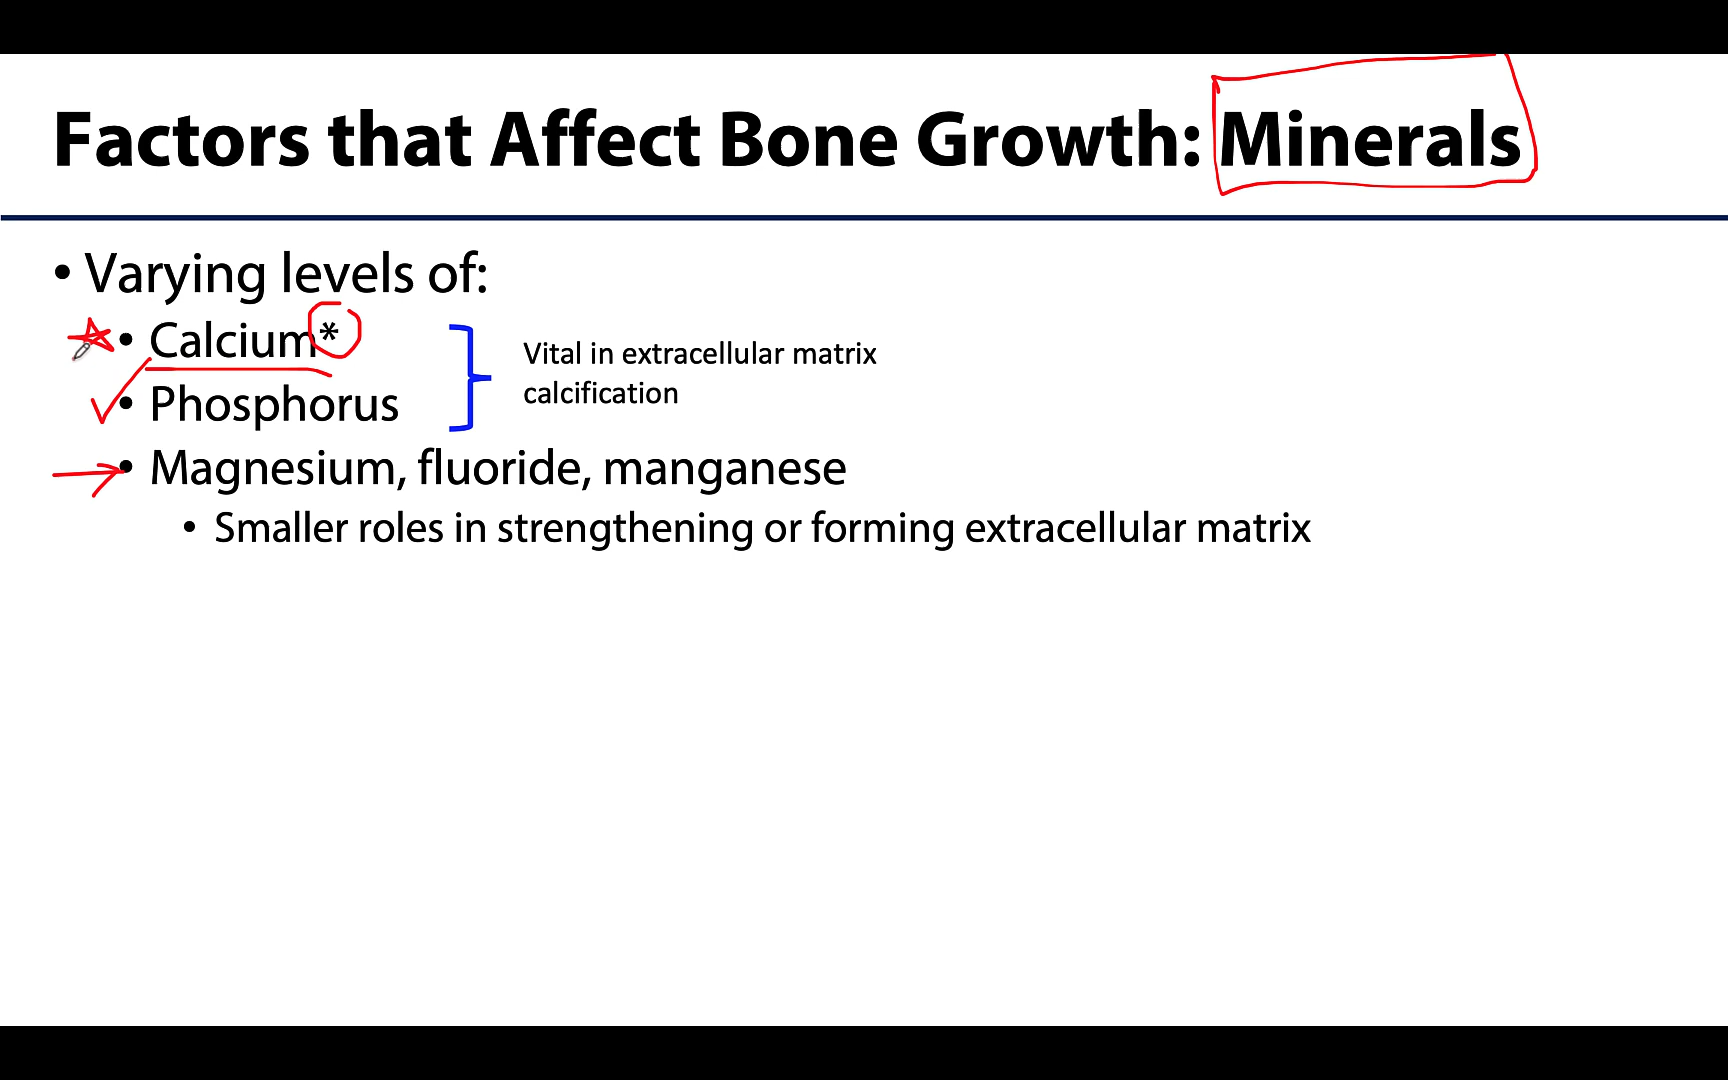 Factors that Affect Bone Growth: Minerals
• Varying levels of:
• Calcium*
• Phosphorus
Vital in extracellular matrix
calcification
• Magnesium, fluoride, manganese
• Smaller roles in strengthening or forming extracellular matrix